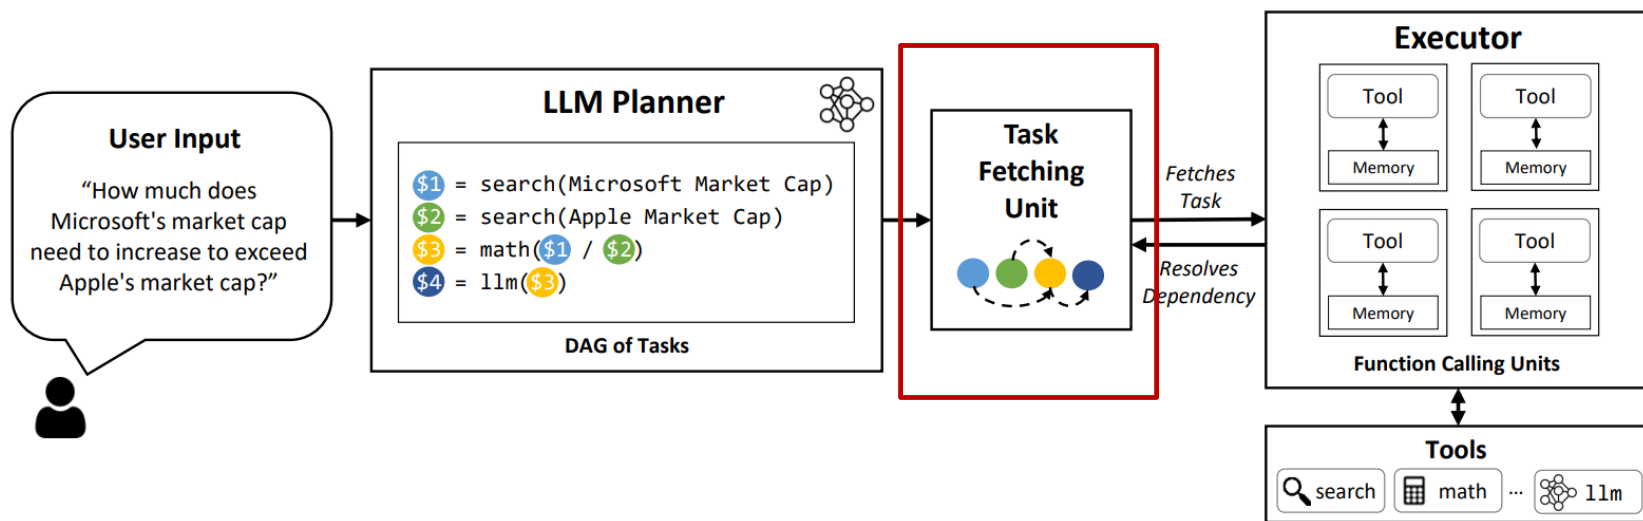 User Input
“How much does
Microsoft's market cap
need to increase to exceed
Apple's market cap?”
LLM Planner
$1 = search(Microsoft Market Cap)
$2 = search(Apple Market Cap)
$3 = math($1 / $2)
$4 = llm($3)
DAG of Tasks
Task
Fetching
Unit
Fetches
Task
Resolves
Dependency
Executor
Tool
Memory
Tool
Memory
Tool
Memory
Tool
Memory
Function Calling Units
Tools
search
math
...
llm